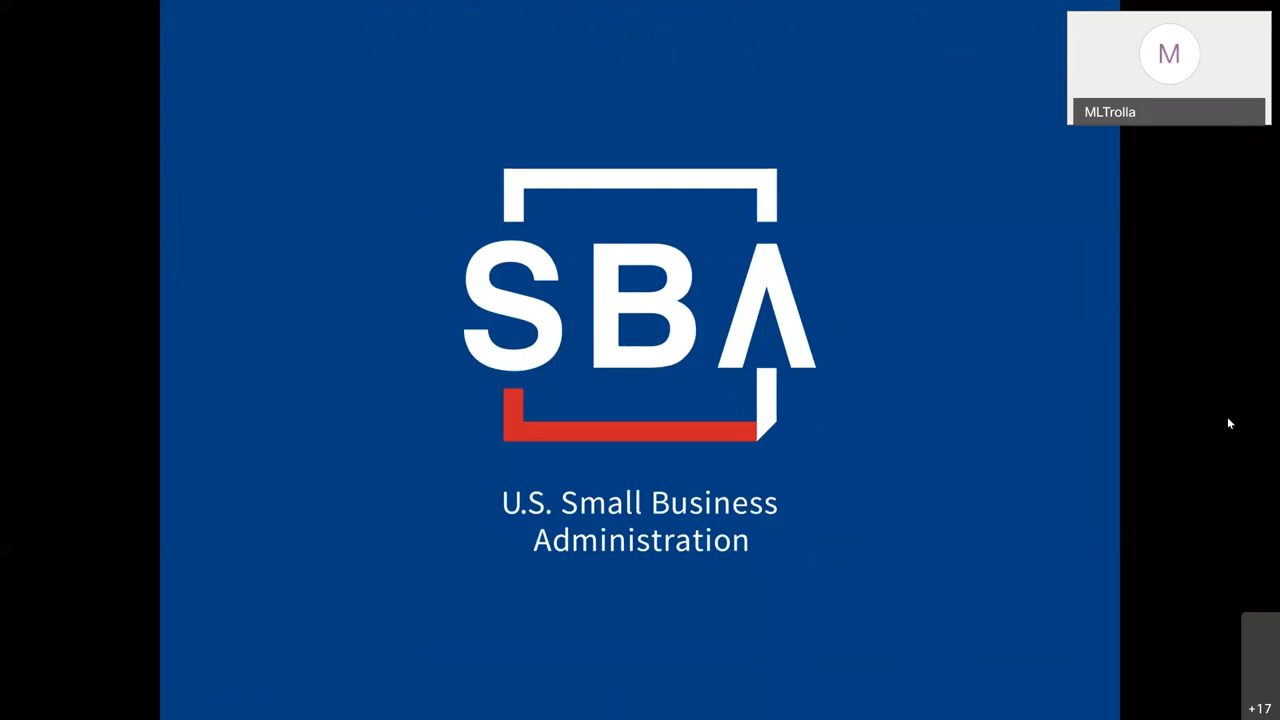 M
MLTrolla
SBA
U.S. Small Business
Administration
+17